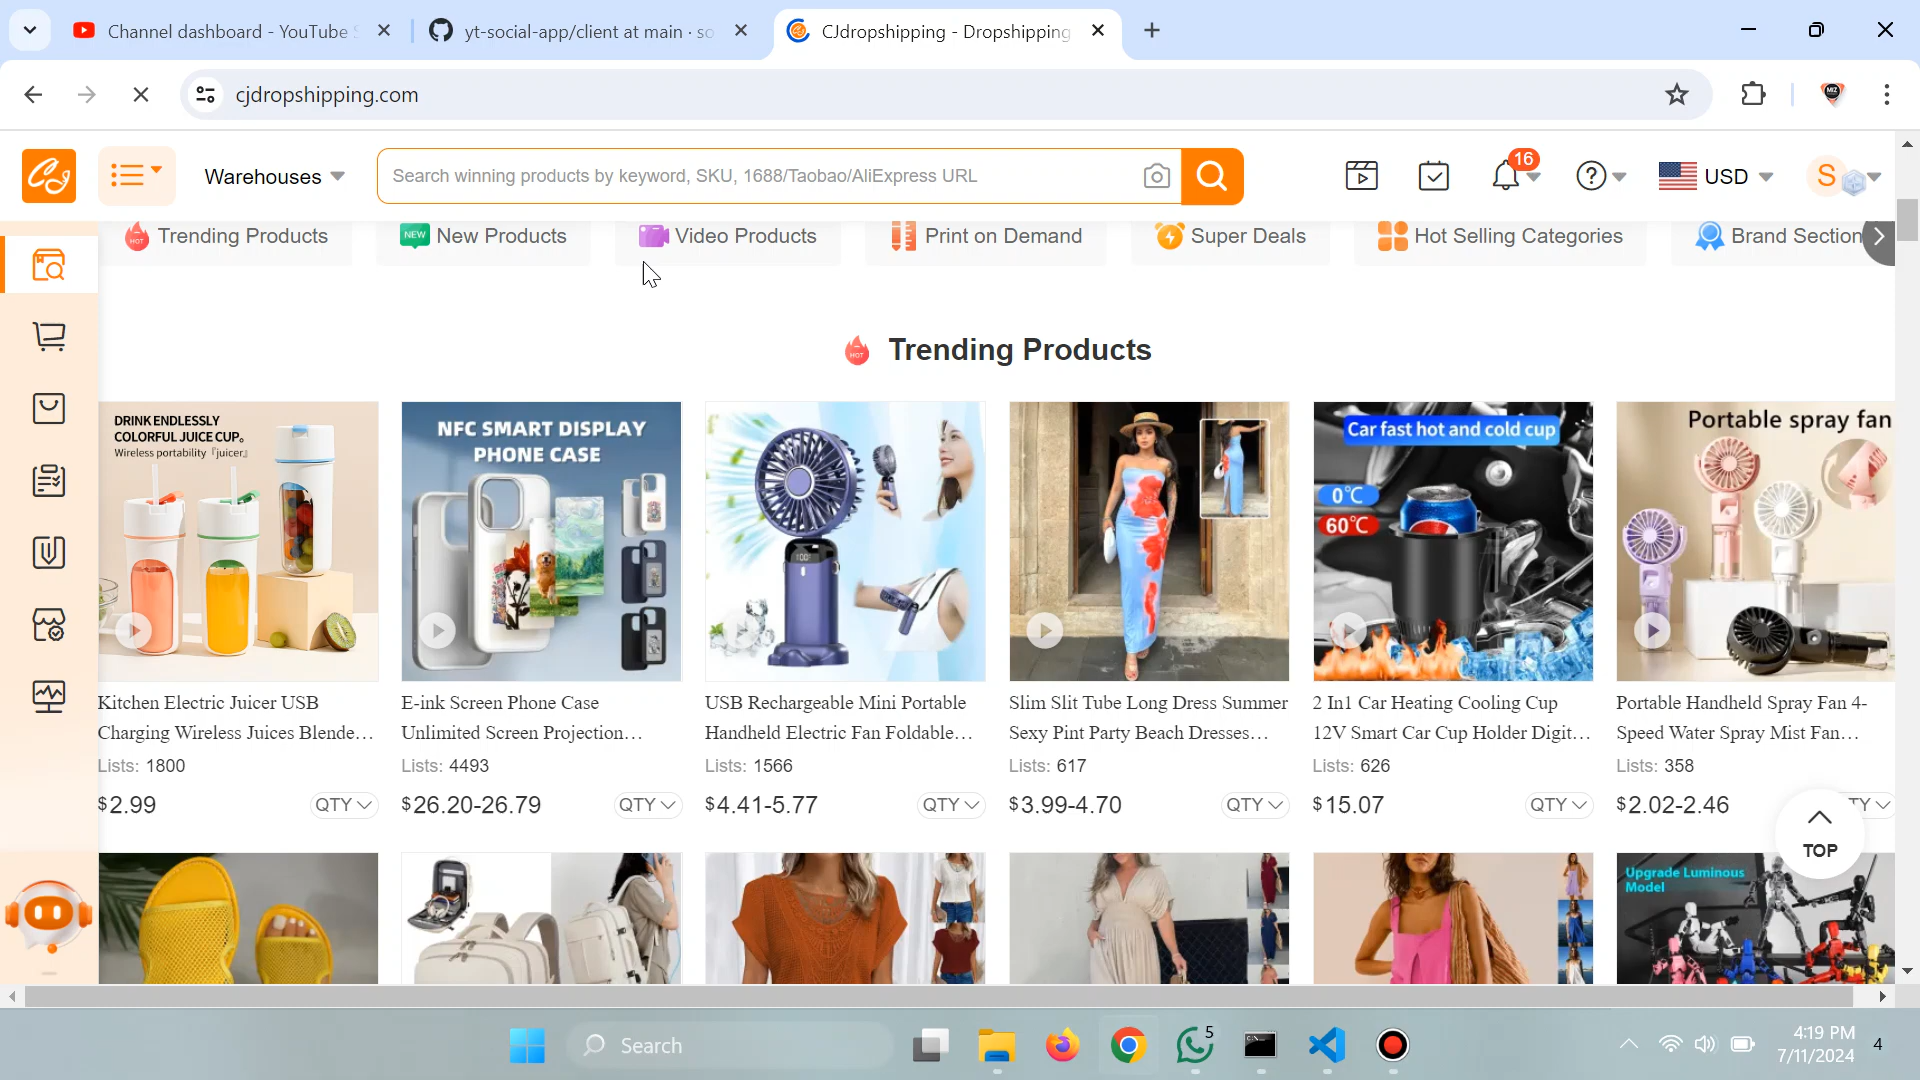 Channel dashboard - YouTube S
yt-social-app/client at main · so
CJdropshipping - Dropshipping
cjdropshipping.com
Warehouses
Search winning products by keyword, SKU, 1688/Taobao/AliExpress URL
16
USD
S
HOT
Trending Products
NEW
New Products
Video Products
Print on Demand
Super Deals
Hot Selling Categories
Brand Section
HOT
Trending Products
DRINK ENDLESSLY
COLORFUL JUICE CUP。
Wireless portability『juicer』
NFC SMART DISPLAY
PHONE CASE
Car fast hot and cold cup
0℃
60℃
Portable spray fan
Kitchen Electric Juicer USB
Charging Wireless Juices Blende...
Lists: 1800
$2.99
QTY
E-ink Screen Phone Case
Unlimited Screen Projection...
Lists: 4493
$26.20-26.79
QTY
USB Rechargeable Mini Portable
Handheld Electric Fan Foldable...
Lists: 1566
$4.41-5.77
QTY
Slim Slit Tube Long Dress Summer
Sexy Pint Party Beach Dresses...
Lists: 617
$3.99-4.70
QTY
2 In1 Car Heating Cooling Cup
12V Smart Car Cup Holder Digit...
Lists: 626
$15.07
QTY
Portable Handheld Spray Fan 4-
Speed Water Spray Mist Fan...
Lists: 358
$2.02-2.46
TY
TOP
Upgrade Luminous
Model
Search
5
4:19 PM
7/11/2024
4